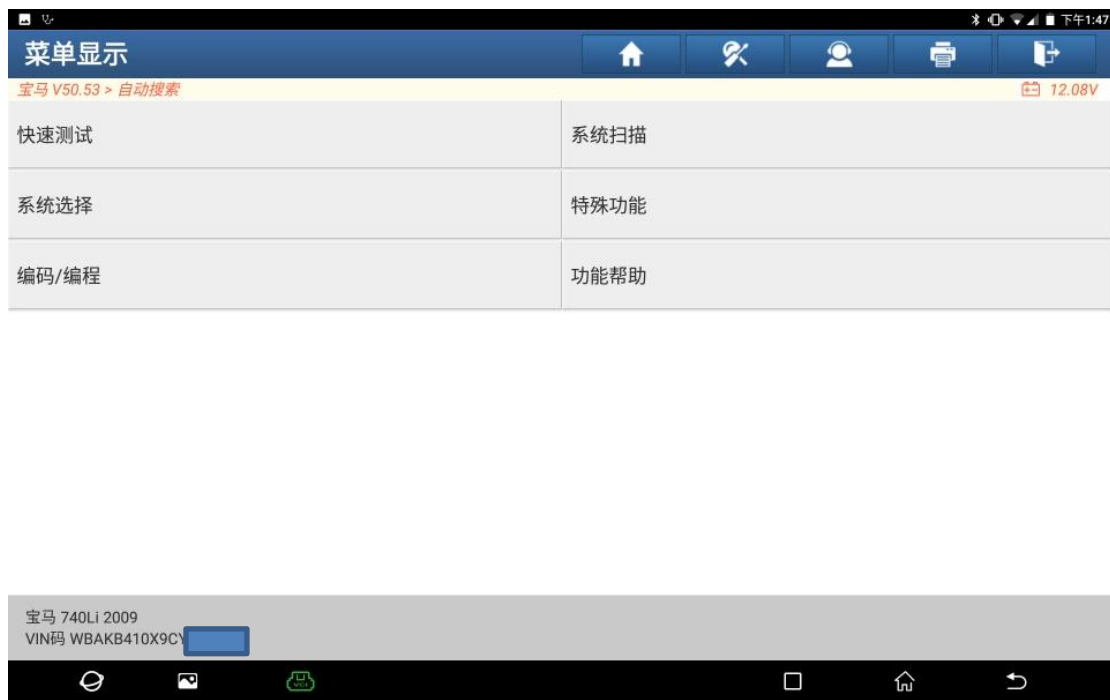 下午1:47
菜单显示
宝马 V50.53 > 自动搜索 12.08V
快速测试 系统扫描
系统选择 特殊功能
编码/编程 功能帮助
宝马 740Li 2009
VIN码 WBAKB410X9CY
VCI